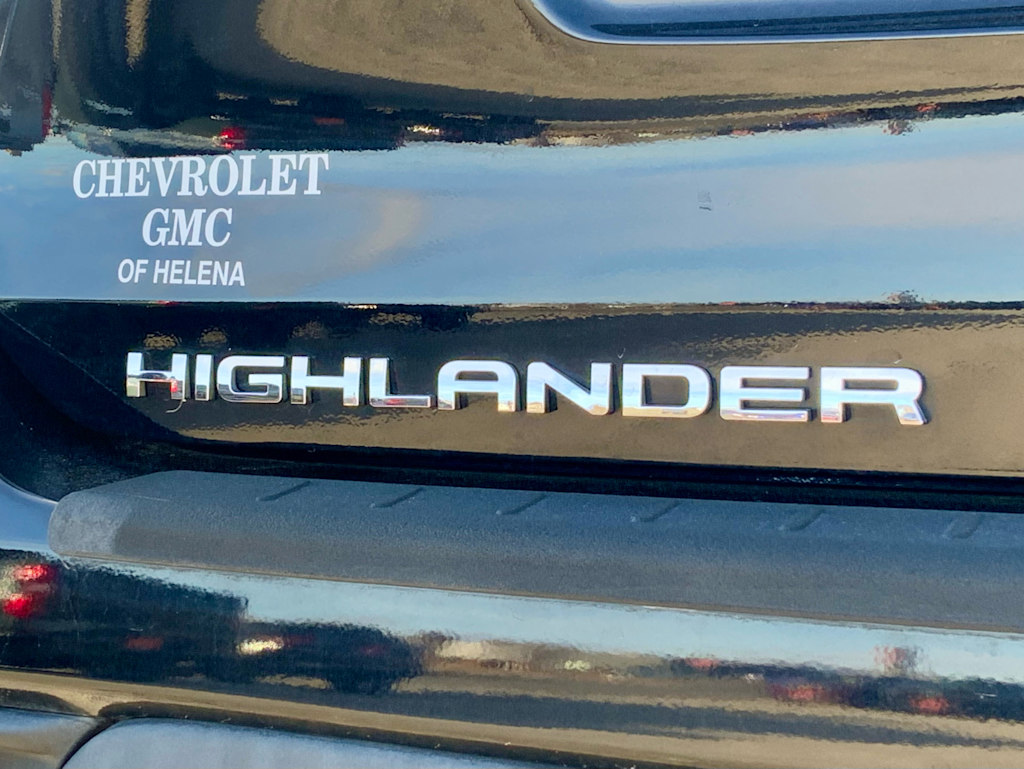 CHEVROLET
GMC
OF HELENA
HIGHLANDER